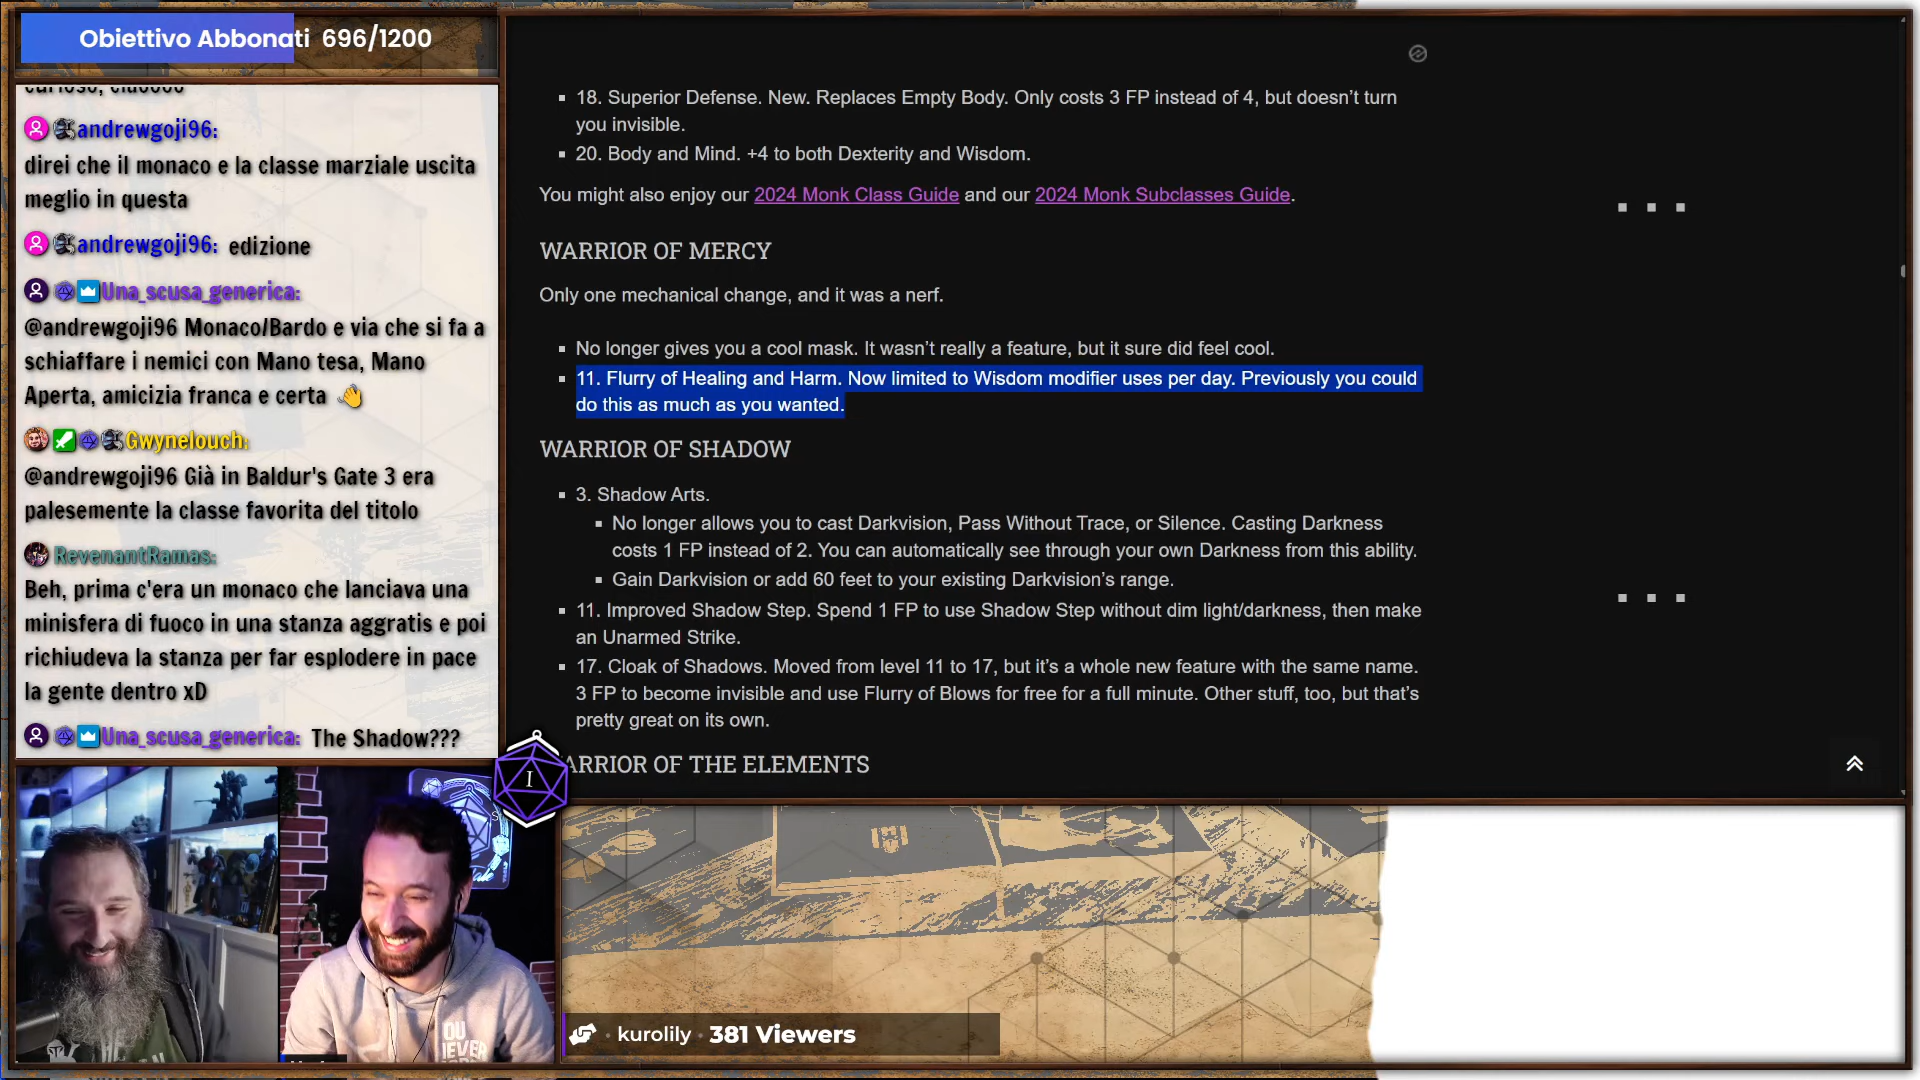 Obiettivo Abbonati 696/1200
andrewgoji96:
direi che il monaco e la classe marziale uscita
meglio in questa
andrewgoji96: edizione
Una_scusa_generica:
@andrewgoji96 Monaco/Bardo e via che si fa a
schiaffare i nemici con Mano tesa, Mano
Aperta, amicizia franca e certa 👋
Gwynelouch:
@andrewgoji96 Già in Baldur's Gate 3 era
palesemente la classe favorita del titolo
RevenantRamas:
Beh, prima c'era un monaco che lanciava una
minisfera di fuoco in una stanza aggratis e poi
richiudeva la stanza per far esplodere in pace
la gente dentro xD
Una_scusa_generica: The Shadow???
18. Superior Defense. New. Replaces Empty Body. Only costs 3 FP instead of 4, but doesn’t turn
you invisible.
20. Body and Mind. +4 to both Dexterity and Wisdom.
You might also enjoy our 2024 Monk Class Guide and our 2024 Monk Subclasses Guide.
WARRIOR OF MERCY
Only one mechanical change, and it was a nerf.
No longer gives you a cool mask. It wasn’t really a feature, but it sure did feel cool.
11. Flurry of Healing and Harm. Now limited to Wisdom modifier uses per day. Previously you could
do this as much as you wanted.
WARRIOR OF SHADOW
3. Shadow Arts.
No longer allows you to cast Darkvision, Pass Without Trace, or Silence. Casting Darkness
costs 1 FP instead of 2. You can automatically see through your own Darkness from this ability.
Gain Darkvision or add 60 feet to your existing Darkvision’s range.
11. Improved Shadow Step. Spend 1 FP to use Shadow Step without dim light/darkness, then make
an Unarmed Strike.
17. Cloak of Shadows. Moved from level 11 to 17, but it’s a whole new feature with the same name.
3 FP to become invisible and use Flurry of Blows for free for a full minute. Other stuff, too, but that’s
pretty great on its own.
ARRIOR OF THE ELEMENTS
I
kurolily · 381 Viewers